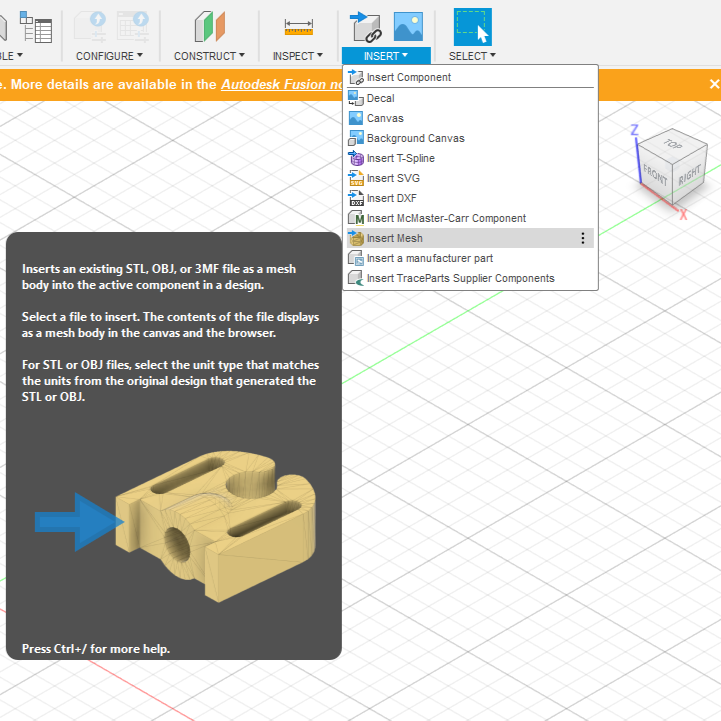 CONFIGURE
CONSTRUCT
INSPECT
INSERT
SELECT
. More details are available in the Autodesk Fusion
Insert Component
Decal
Canvas
Background Canvas
Insert T-Spline
Insert SVG
Insert DXF
Insert McMaster-Carr Component
Insert Mesh
Insert a manufacturer part
Insert TraceParts Supplier Components
TOP
FRONT
RIGHT
Z
X
Inserts an existing STL, OBJ, or 3MF file as a mesh
body into the active component in a design.
Select a file to insert. The contents of the file displays
as a mesh body in the canvas and the browser.
For STL or OBJ files, select the unit type that matches
the units from the original design that generated the
STL or OBJ.
Press Ctrl+/ for more help.